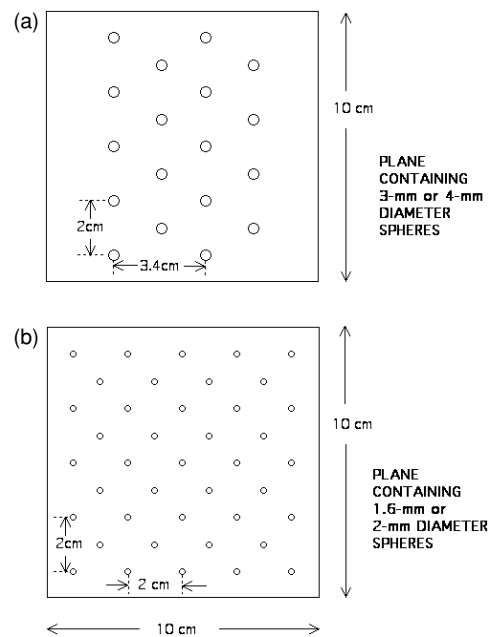 (a)
10 cm
PLANE
CONTAINING
3-mm or 4-mm
DIAMETER
SPHERES
2cm
3.4cm
(b)
10 cm
PLANE
CONTAINING
1.6-mm or
2-mm DIAMETER
SPHERES
2cm
2 cm
10 cm